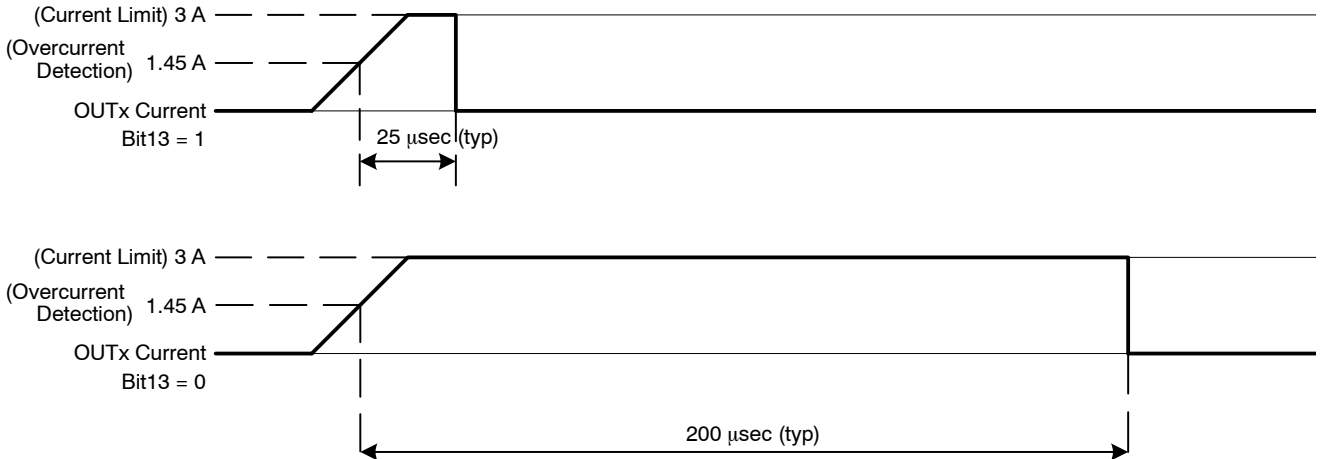 (Current Limit) 3 A
(Overcurrent
Detection) 1.45 A
OUTx Current
Bit13 = 1
25 μsec (typ)
(Current Limit) 3 A
(Overcurrent
Detection) 1.45 A
OUTx Current
Bit13 = 0
200 μsec (typ)